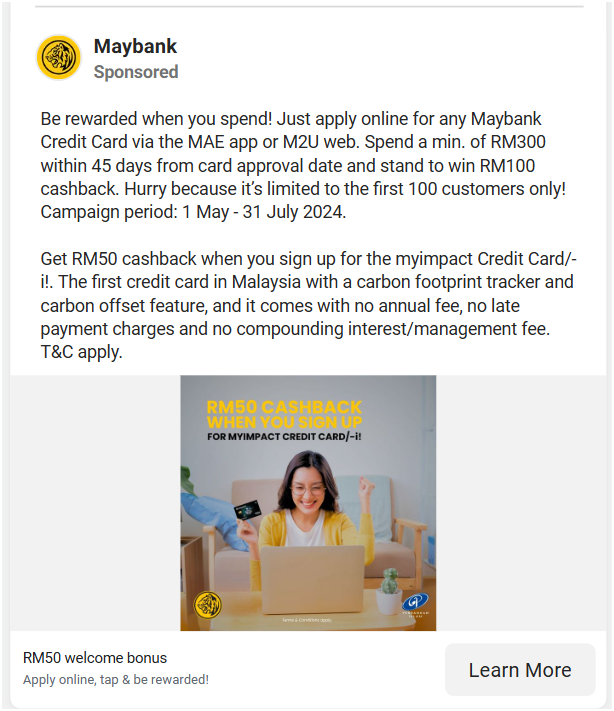 Maybank
Sponsored
Be rewarded when you spend! Just apply online for any Maybank
Credit Card via the MAE app or M2U web. Spend a min. of RM300
within 45 days from card approval date and stand to win RM100
cashback. Hurry because it’s limited to the first 100 customers only!
Campaign period: 1 May - 31 July 2024.
Get RM50 cashback when you sign up for the myimpact Credit Card/-
i!. The first credit card in Malaysia with a carbon footprint tracker and
carbon offset feature, and it comes with no annual fee, no late
payment charges and no compounding interest/management fee.
T&C apply.
RM50 CASHBACK
WHEN YOU SIGN UP
FOR MYIMPACT CREDIT CARD/-i!
Terms & Conditions apply.
RM50 welcome bonus
Apply online, tap & be rewarded!
Learn More